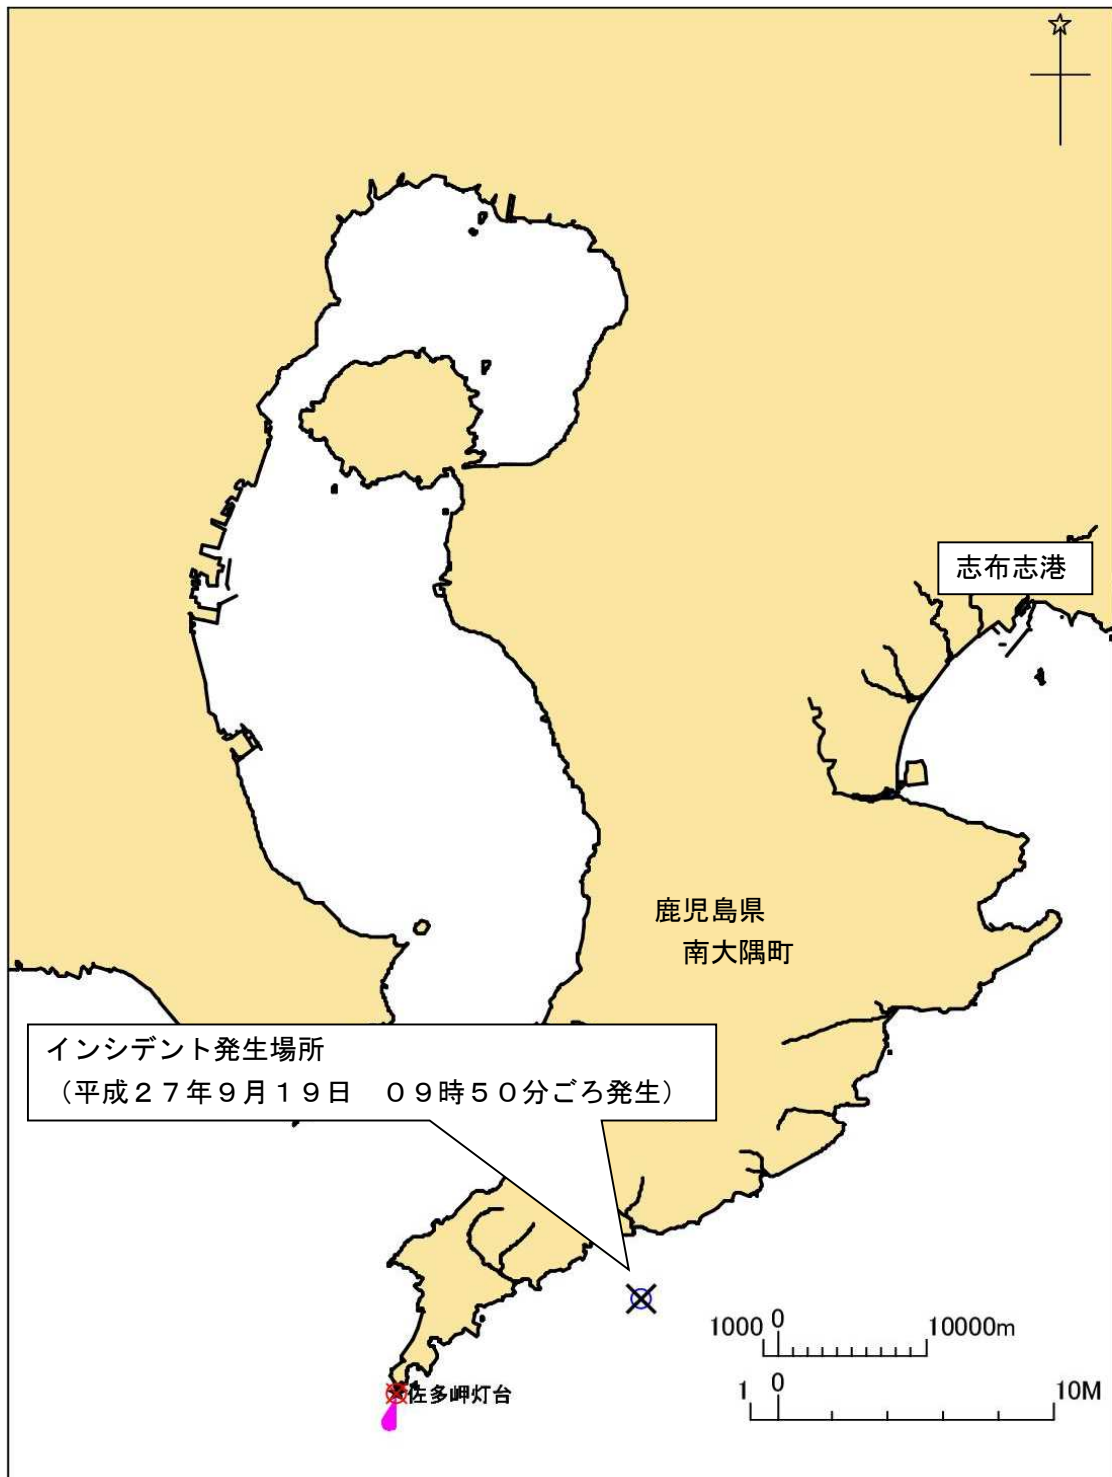 志布志港
鹿児島県
南大隅町
インシデント発生場所
（平成２７年９月１９日　０９時５０分ごろ発生）
1000 0 10000m
佐多岬灯台
1 0 10M